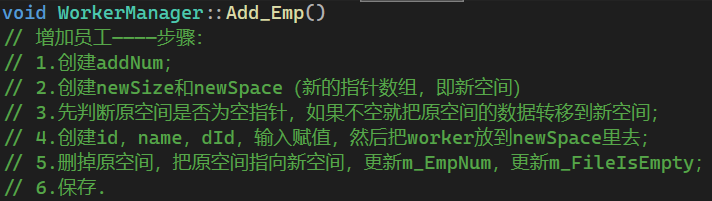 void WorkerManager::Add_Emp()
// 增加员工————步骤:
// 1.创建addNum;
// 2.创建newSize和newSpace（新的指针数组，即新空间）
// 3.先判断原空间是否为空指针，如果不空就把原空间的数据转移到新空间;
// 4.创建id，name，dId，输入赋值，然后把worker放到newSpace里去;
// 5.删掉原空间，把原空间指向新空间，更新m_EmpNum，更新m_FileIsEmpty;
// 6.保存.